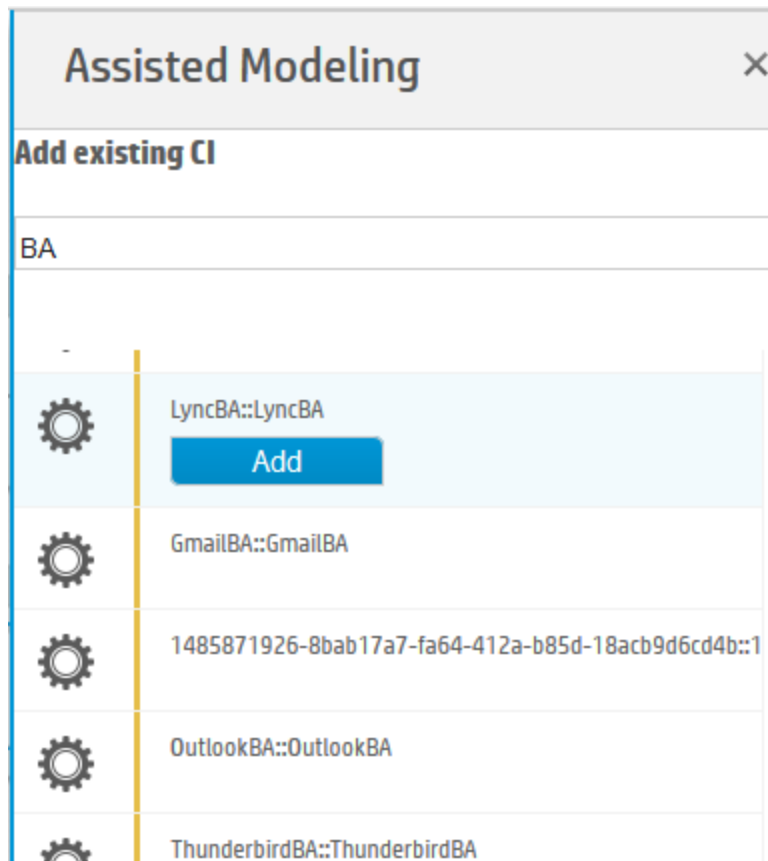 Assisted Modeling
Add existing CI
BA
LyncBA::LyncBA
Add
GmailBA::GmailBA
1485871926-8bab17a7-fa64-412a-b85d-18acb9d6cd4b::1
OutlookBA::OutlookBA
ThunderbirdBA::ThunderbirdBA